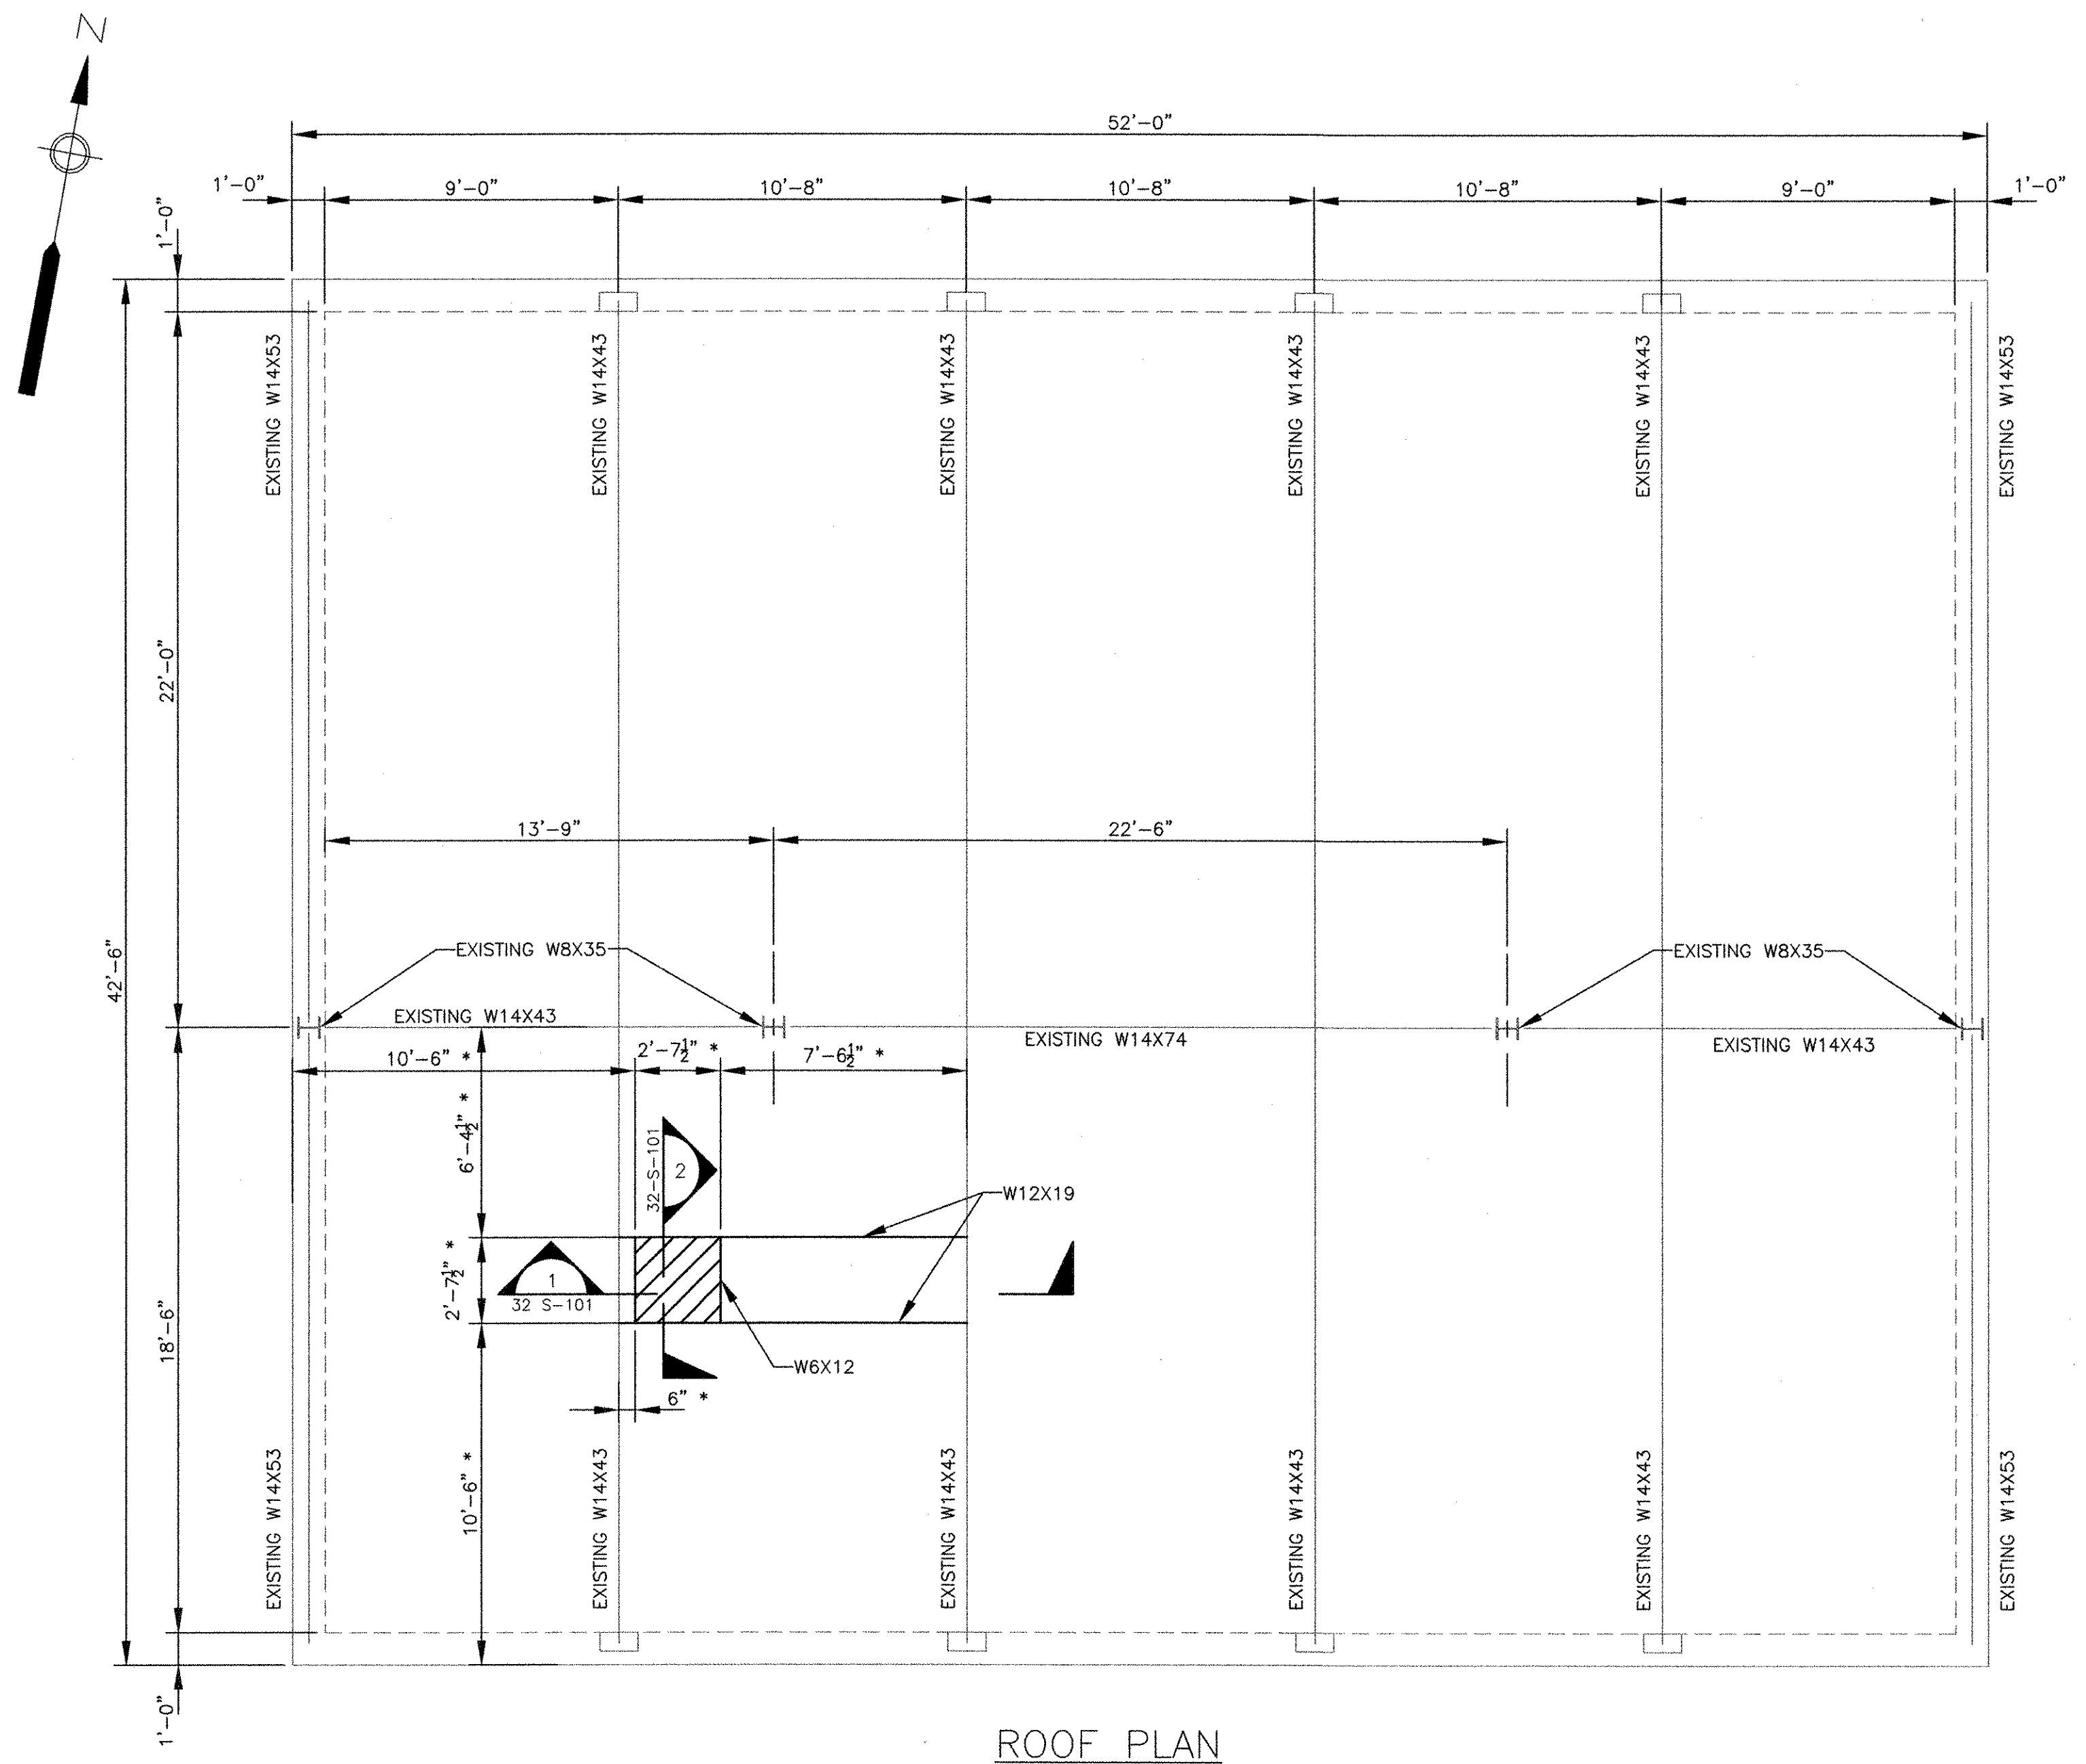 N
52'-0"
1'-0"
9'-0"
10'-8"
10'-8"
10'-8"
9'-0"
1'-0"
1'-0"
EXISTING W14X53
EXISTING W14X43
EXISTING W14X43
EXISTING W14X43
EXISTING W14X43
EXISTING W14X53
22'-0"
13'-9"
22'-6"
42'-6"
EXISTING W8X35
EXISTING W8X35
EXISTING W14X43
EXISTING W14X74
EXISTING W14X43
10'-6" *
2'-7½" *
7'-6½" *
6'-4½" *
32-S-101
2
W12X19
2'-7½" *
1
32 S-101
18'-6"
W6X12
6" *
10'-6" *
EXISTING W14X53
EXISTING W14X43
EXISTING W14X43
EXISTING W14X43
EXISTING W14X43
EXISTING W14X53
1'-0"
ROOF PLAN